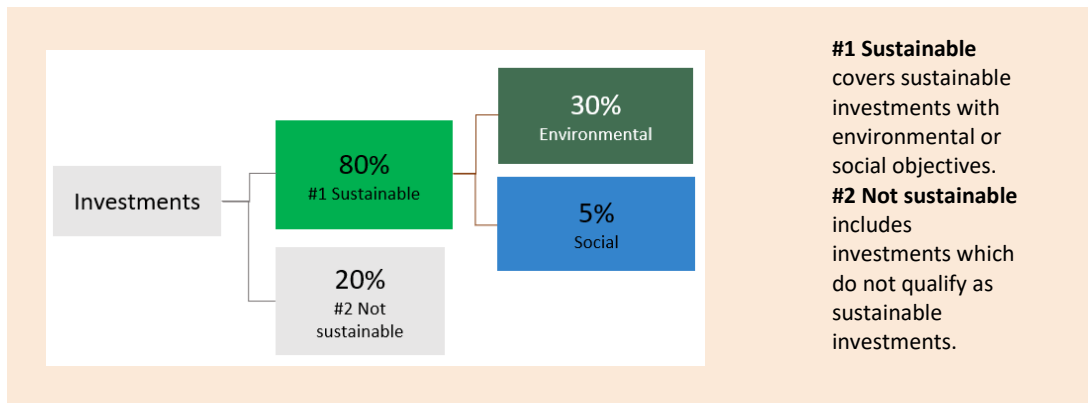 Investments
80%
#1 Sustainable
20%
#2 Not
sustainable
30%
Environmental
5%
Social
#1 Sustainable
covers sustainable
investments with
environmental or
social objectives.
#2 Not sustainable
includes
investments which
do not qualify as
sustainable
investments.